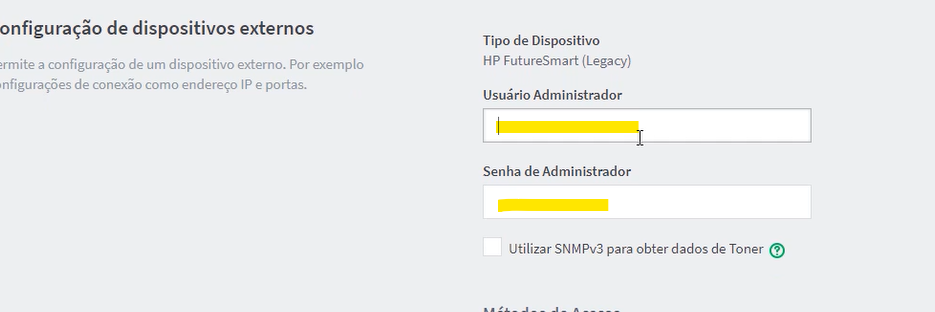 onfiguração de dispositivos externos
ermite a configuração de um dispositivo externo. Por exemplo
onfigurações de conexão como endereço IP e portas.
Tipo de Dispositivo
HP FutureSmart (Legacy)
Usuário Administrador
Senha de Administrador
Utilizar SNMPv3 para obter dados de Toner ?
Métodos de Acesso